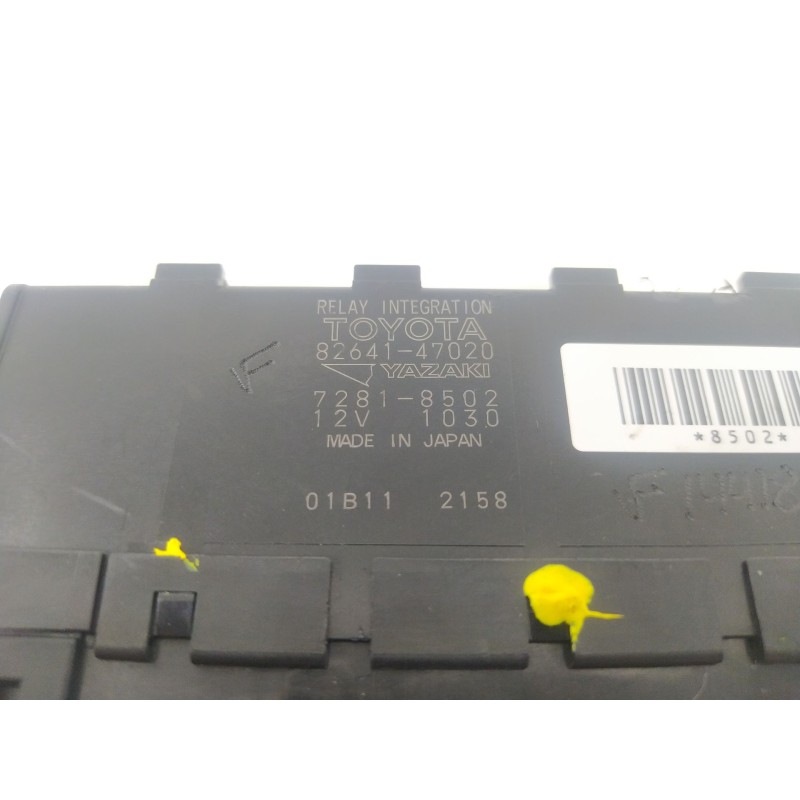 RELAY INTEGRATION
TOYOTA
82641-47020
YAZAKI
7281-8502
12V 1030
MADE IN JAPAN
01B11 2158
F
*8502*